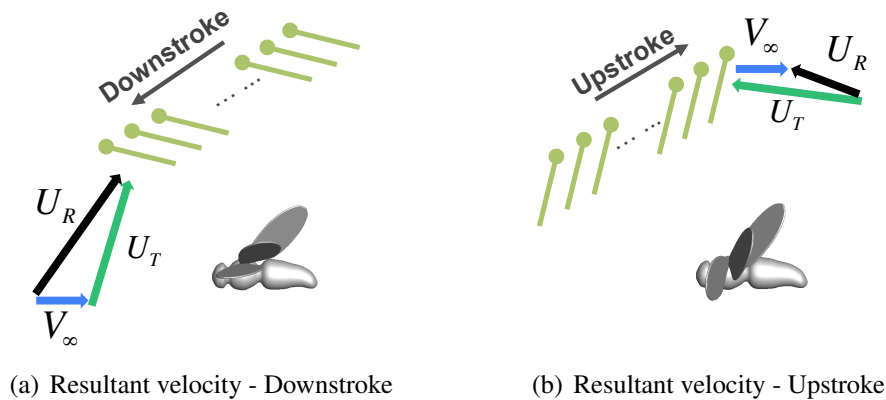 Downstroke
... ...
U_R
U_T
V_∞
(a) Resultant velocity - Downstroke
Upstroke
... ...
V_∞
U_R
U_T
(b) Resultant velocity - Upstroke